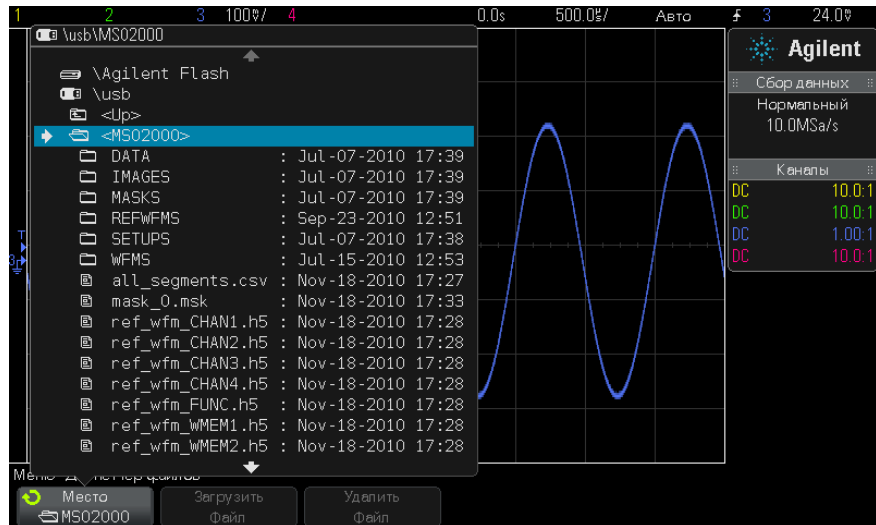 1 2 3 100%/ 4 0.0s 500.0%/ Авто 3 24.0V
\usb\MSO2000
\Agilent Flash
\usb
<Up>
<MSO2000>
DATA : Jul-07-2010 17:39
IMAGES : Jul-07-2010 17:39
MASKS : Jul-07-2010 17:39
REFWFMS : Sep-23-2010 12:51
SETUPS : Jul-07-2010 17:38
WFMS : Jul-15-2010 12:53
all_segments.csv : Nov-18-2010 17:27
mask_0.msk : Nov-18-2010 17:33
ref_wfm_CHAN1.h5 : Nov-18-2010 17:28
ref_wfm_CHAN2.h5 : Nov-18-2010 17:28
ref_wfm_CHAN3.h5 : Nov-18-2010 17:28
ref_wfm_CHAN4.h5 : Nov-18-2010 17:28
ref_wfm_FUNC.h5 : Nov-18-2010 17:28
ref_wfm_WMEM1.h5 : Nov-18-2010 17:28
ref_wfm_WMEM2.h5 : Nov-18-2010 17:28
Agilent
Сбор данных
Нормальный
10.0MSa/s
Каналы
DC 10.0:1
DC 10.0:1
DC 1.00:1
DC 10.0:1
T
3
Место
MSO2000
Загрузить
Файл
Удалить
Файл